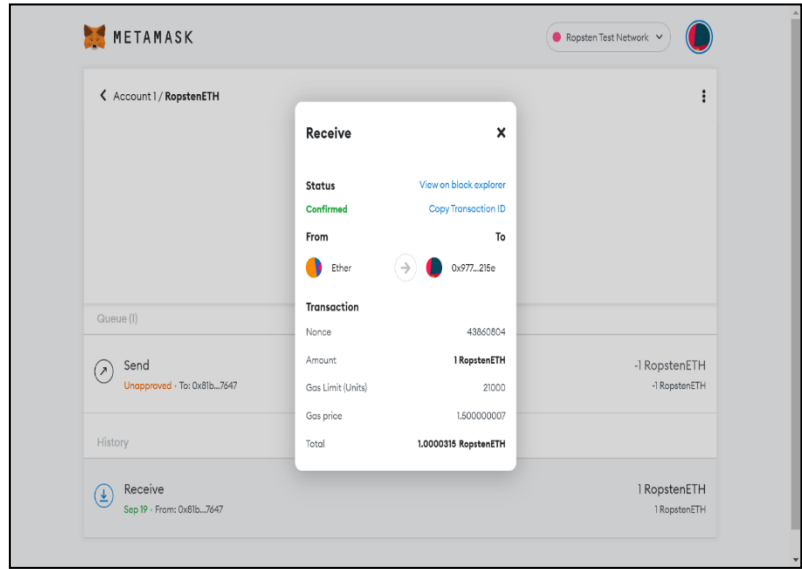 METAMASK
Ropsten Test Network
Account 1 / RopstenETH
Receive
Status View on block explorer
Confirmed Copy Transaction ID
From To
Ether 0x977...215e
Transaction
Nonce 43860804
Amount 1 RopstenETH
Gas Limit (Units) 21000
Gas price 1.500000007
Total 1.0000315 RopstenETH
Queue (1)
Send -1 RopstenETH
Unapproved · To: 0x81b...7647 -1 RopstenETH
History
Receive 1 RopstenETH
Sep 19 · From: 0x81b...7647 1 RopstenETH